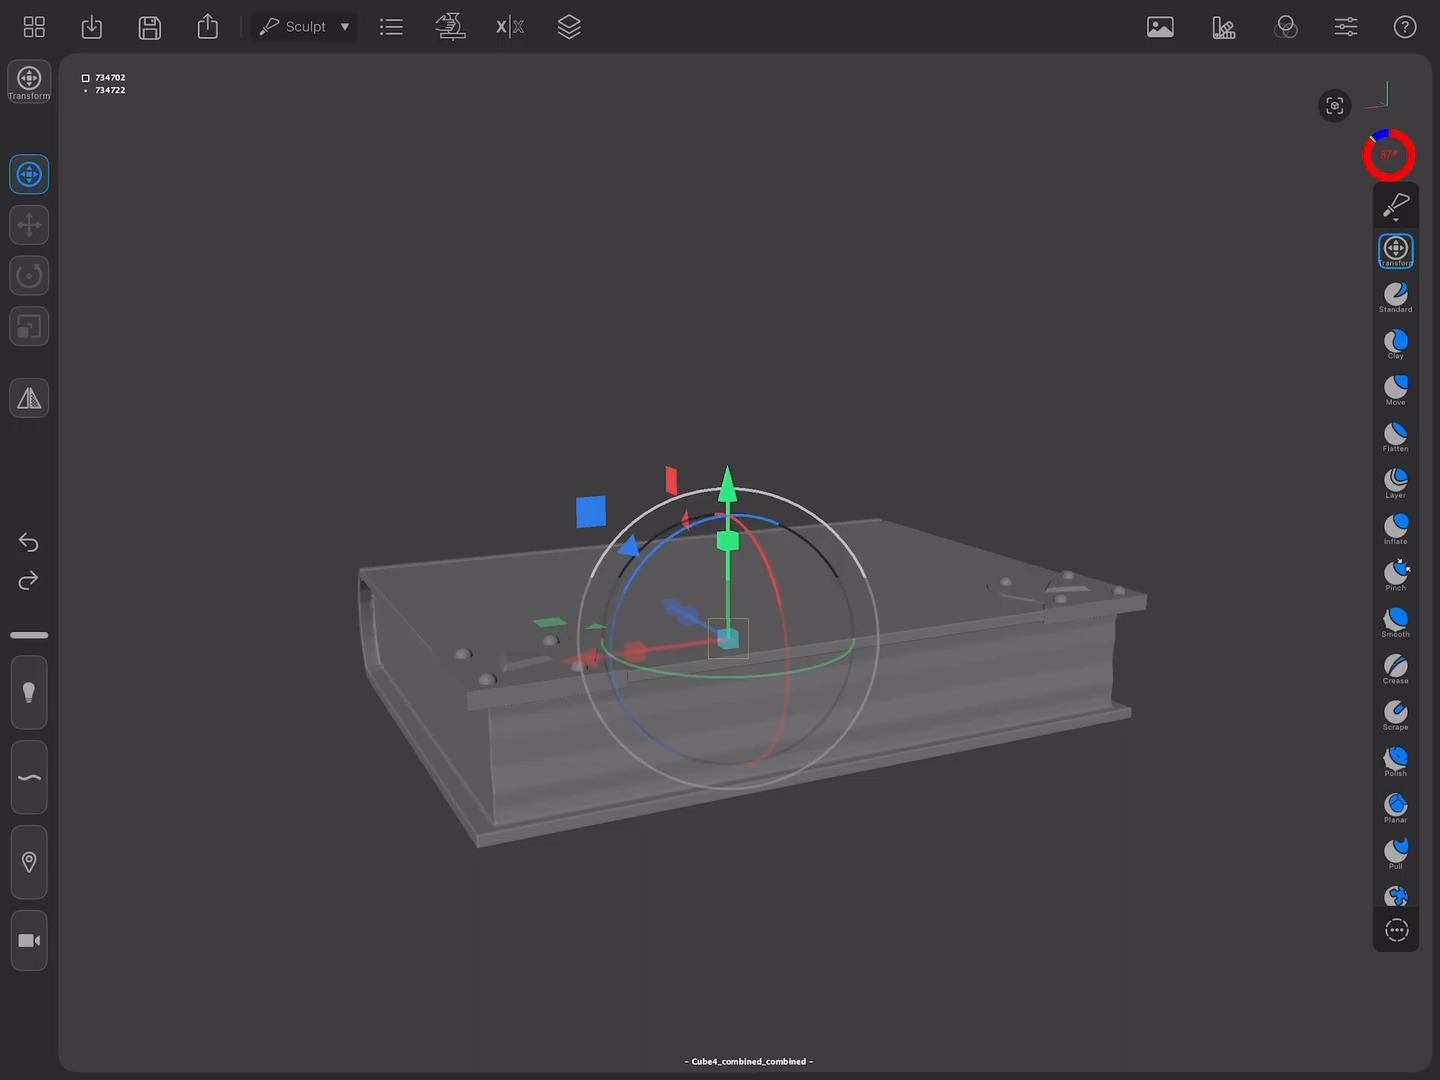 Sculpt
X|X
734702
734722
Transform
87%
Transform
Standard
Clay
Move
Flatten
Layer
Inflate
Pinch
Smooth
Crease
Scrape
Polish
Planar
Pull
- Cube4_combined_combined -